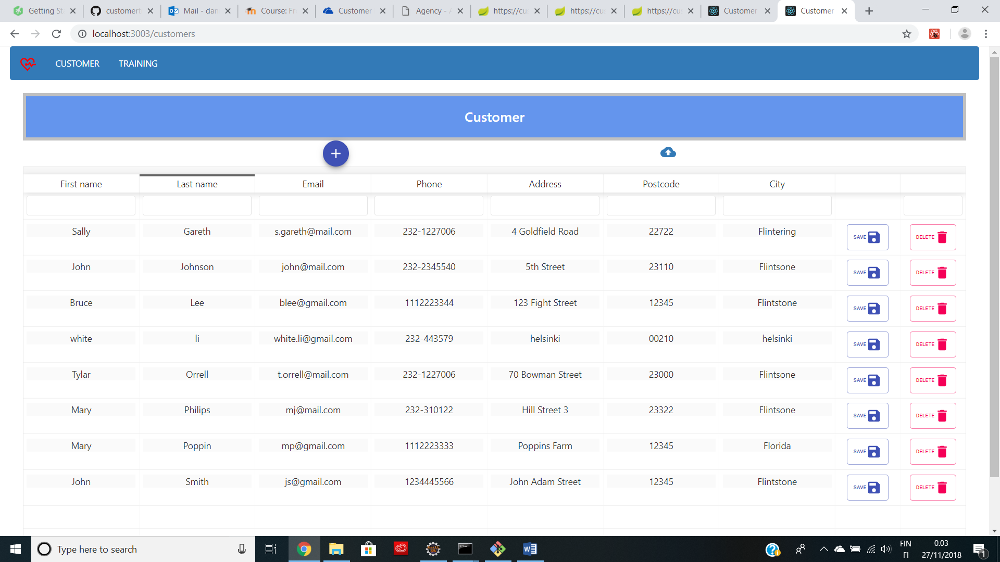 Getting St
customert
Mail - dan
Course: Fr
Customer
Agency - A
https://cus
https://cus
https://cus
Customer
Customer
localhost:3003/customers
CUSTOMER TRAINING
Customer
First name Last name Email Phone Address Postcode City
Sally Gareth s.gareth@mail.com 232-1227006 4 Goldfield Road 22722 Flintering SAVE DELETE
John Johnson john@mail.com 232-2345540 5th Street 23110 Flintsone SAVE DELETE
Bruce Lee blee@gmail.com 1112223344 123 Fight Street 12345 Flintstone SAVE DELETE
white li white.li@gmail.com 232-443579 helsinki 00210 helsinki SAVE DELETE
Tylar Orrell t.orrell@mail.com 232-1227006 70 Bowman Street 23000 Flintsone SAVE DELETE
Mary Philips mj@mail.com 232-310122 Hill Street 3 23322 Flintsone SAVE DELETE
Mary Poppin mp@gmail.com 1112223333 Poppins Farm 12345 Florida SAVE DELETE
John Smith js@gmail.com 1234445566 John Adam Street 12345 Flintstone SAVE DELETE
Type here to search
FIN 0.03
FI 27/11/2018 1